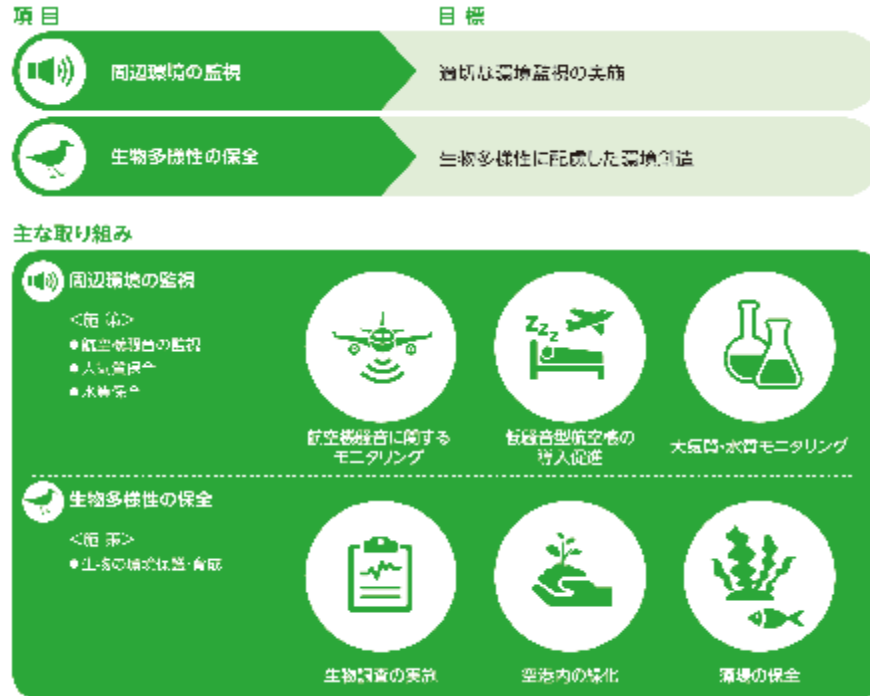 項目
目標
周辺環境の監視
適切な環境監視の実施
生物多様性の保全
生物多様性に配慮した環境創造
主な取り組み
周辺環境の監視
<施 策>
●航空機騒音の監視
●大気質保全
●水質保全
航空機騒音に関する
モニタリング
zZz
低騒音型航空機の
導入促進
大気質・水質モニタリング
生物多様性の保全
<施 策>
●生物の環境保護・育成
生物調査の実施
空港内の緑化
藻場の保全